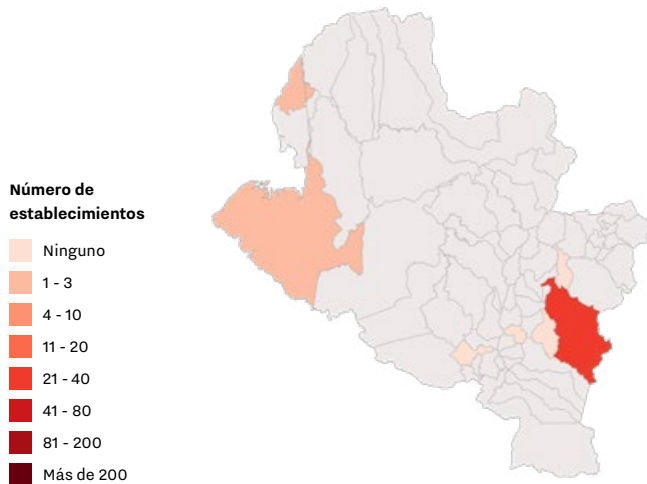 Número de
establecimientos
Ninguno
1 - 3
4 - 10
11 - 20
21 - 40
41 - 80
81 - 200
Más de 200